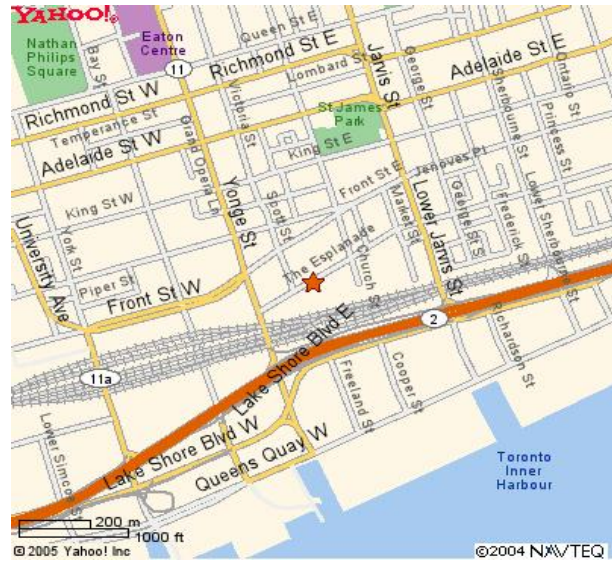 YAHOO!
Nathan
Philips
Square
Bay St
Eaton
Centre
11
Queen St E
Richmond St E
Lombard St
Jarvis St
George St
Adelaide St E
Ontario St
Richmond St W
Temperance St
Adelaide St W
Victoria St
St James
Park
Sherbourne St
Princess St
King St E
Grand Opera Ln
Front St E
Jenoves Pl
King St W
York St
University Ave
Yonge St
Scott St
Market St
Lower Jarvis St
George St S
Frederick St
Lower Sherbourne St
The Esplanade
Church St
Piper St
Front St W
11a
2
Lake Shore Blvd E
Richardson St
Cooper St
Freeland St
Lower Simcoe St
Lake Shore Blvd W
Queens Quay W
Toronto
Inner
Harbour
200 m
1000 ft
© 2005 Yahoo! Inc
©2004 NAVTEQ